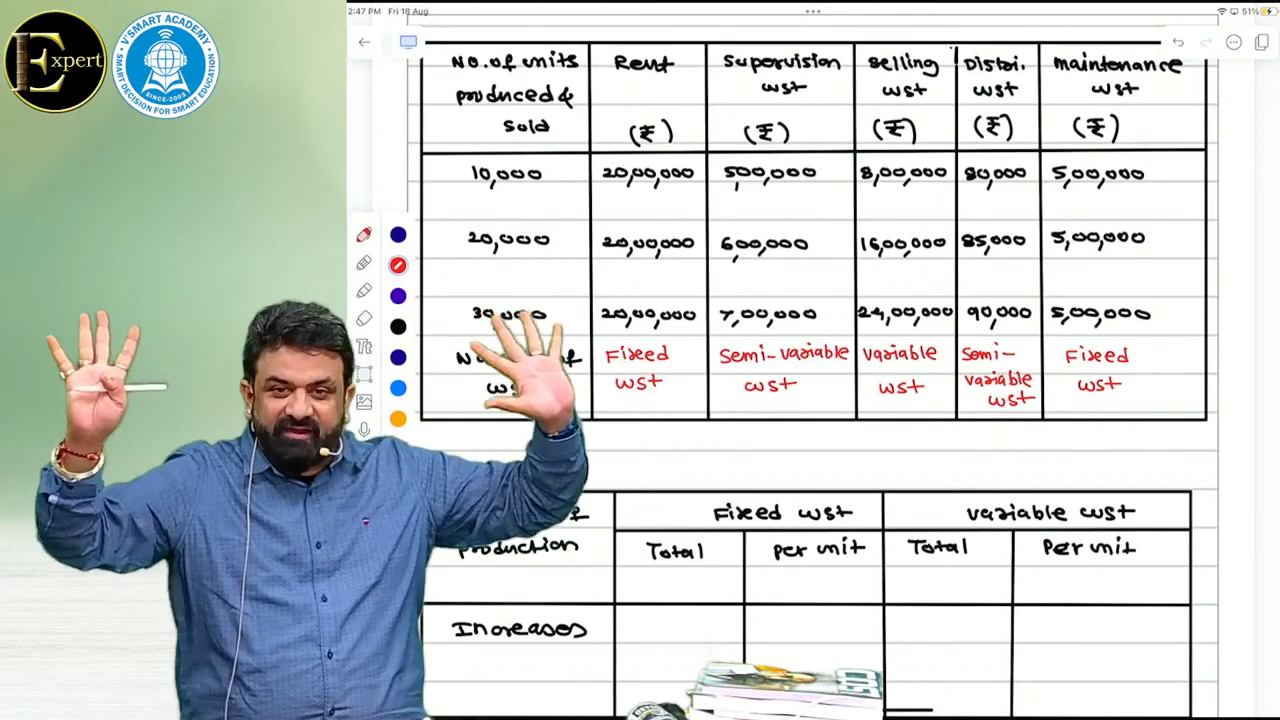 2:47 PM Fri 18 Aug
51%
Expert
V'SMART ACADEMY
SINCE-2005
SMART DECISION FOR SMART EDUCATION
No. of units produced & sold | Rent (₹) | Supervision cost (₹) | Selling cost (₹) | Distri. cost (₹) | maintenance cost (₹)
10,000 | 20,00,000 | 500,000 | 8,00,000 | 80,000 | 5,00,000
20,000 | 20,00,000 | 6,00,000 | 16,00,000 | 85,000 | 5,00,000
30,000 | 20,00,000 | 7,00,000 | 24,00,000 | 90,000 | 5,00,000
Fixed cost | Semi-variable cost | variable cost | Semi-variable cost | Fixed cost
Fixed cost | variable cost
production | Total | per unit | Total | Per unit
Increases
Tt